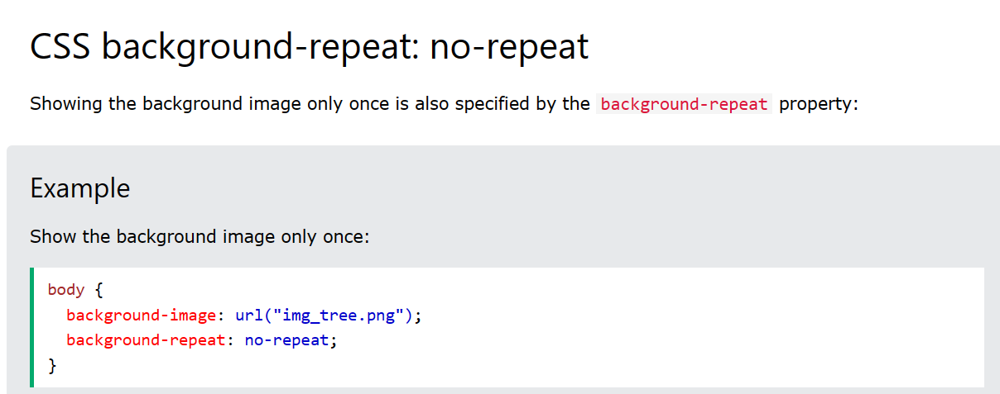 CSS background-repeat: no-repeat
Showing the background image only once is also specified by the background-repeat property:
Example
Show the background image only once:
body {
  background-image: url("img_tree.png");
  background-repeat: no-repeat;
}